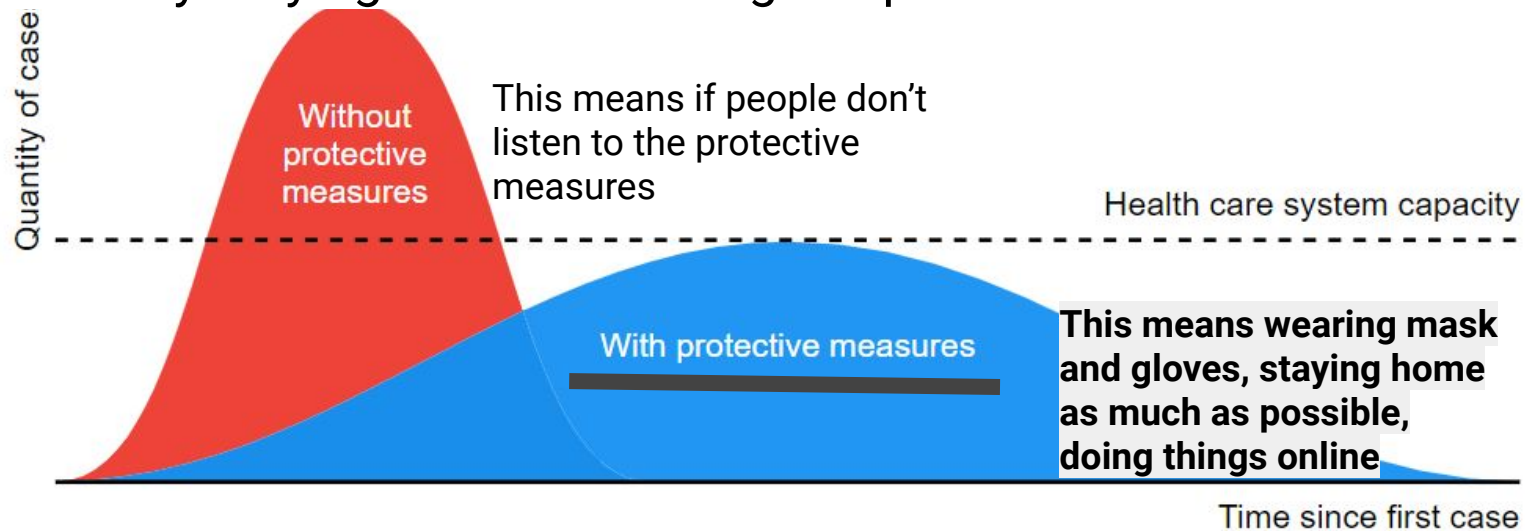 Quantity of case
Without
protective
measures
This means if people don't
listen to the protective
measures
Health care system capacity
With protective measures
This means wearing mask
and gloves, staying home
as much as possible,
doing things online
Time since first case